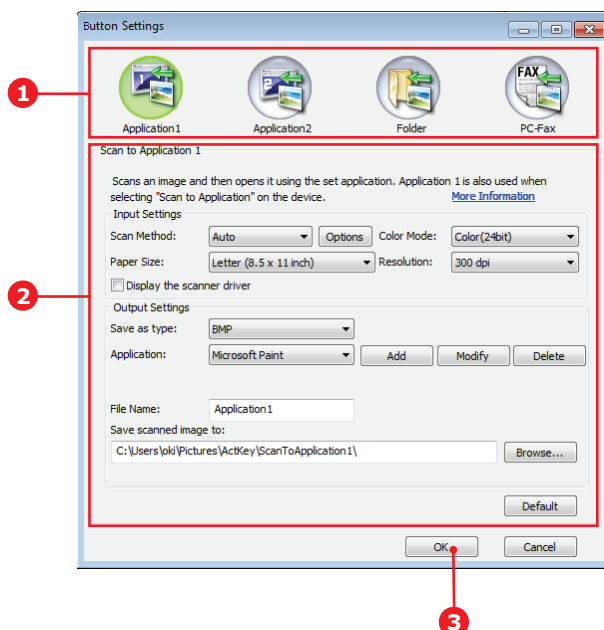 Button Settings
1
1 2 FAX
Application1 Application2 Folder PC-Fax
2
Scan to Application 1
Scans an image and then opens it using the set application. Application 1 is also used when
selecting "Scan to Application" on the device. More Information
Input Settings
Scan Method: Auto Options Color Mode: Color(24bit)
Paper Size: Letter (8.5 x 11 inch) Resolution: 300 dpi
Display the scanner driver
Output Settings
Save as type: BMP
Application: Microsoft Paint Add Modify Delete
File Name: Application1
Save scanned image to:
C:\Users\oki\Pictures\ActKey\ScanToApplication1\ Browse...
Default
OK Cancel
3